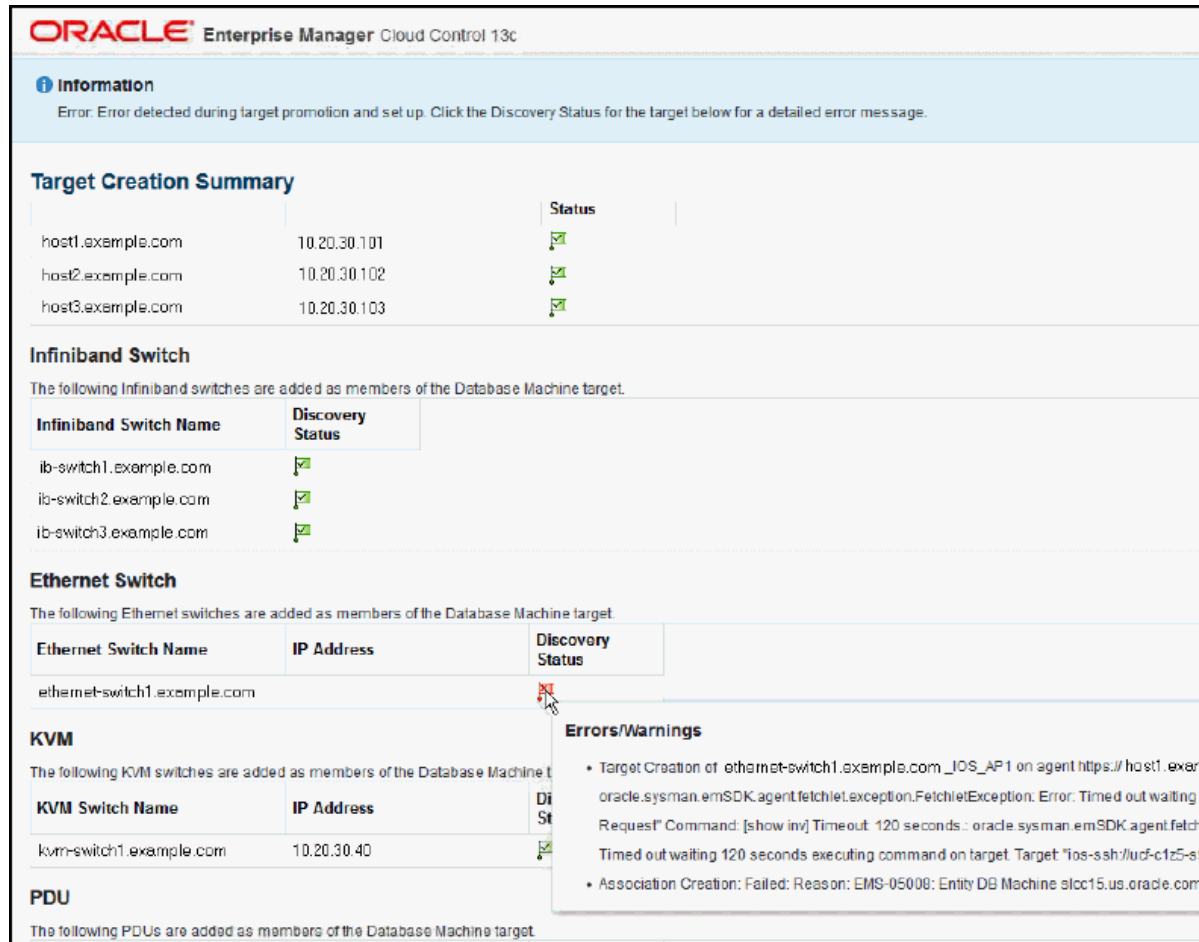 ORACLE Enterprise Manager Cloud Control 13c
Information
Error: Error detected during target promotion and set up. Click the Discovery Status for the target below for a detailed error message.
Target Creation Summary
Status
host1.example.com 10.20.30.101
host2.example.com 10.20.30.102
host3.example.com 10.20.30.103
Infiniband Switch
The following Infiniband switches are added as members of the Database Machine target.
Infiniband Switch Name Discovery Status
ib-switch1.example.com
ib-switch2.example.com
ib-switch3.example.com
Ethernet Switch
The following Ethernet switches are added as members of the Database Machine target.
Ethernet Switch Name IP Address Discovery Status
ethernet-switch1.example.com
Errors/Warnings
• Target Creation of ethernet-switch1.example.com _IOS_AP1 on agent https:// host1.exam
oracle.sysman.emSDK.agent.fetchlet.exception.FetchletException: Error: Timed out waiting
Request" Command: [show inv] Timeout: 120 seconds.: oracle.sysman.emSDK.agent.fetch
Timed out waiting 120 seconds executing command on target. Target: "ios-ssh://ucf-c1z5-s
• Association Creation: Failed: Reason: EMS-05008: Entity DB Machine slcc15.us.oracle.com
KVM
The following KVM switches are added as members of the Database Machine t
KVM Switch Name IP Address Di
St
kvm-switch1.example.com 10.20.30.40
PDU
The following PDUs are added as members of the Database Machine target.